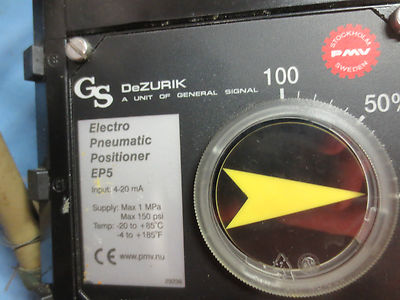 GS DeZURIK
A UNIT OF GENERAL SIGNAL
STOCKHOLM
PMV
SWEDEN
100
50%
Electro
Pneumatic
Positioner
EP5
Input: 4-20 mA
Supply: Max 1 MPa
Max 150 psi
Temp: -20 to +85°C
-4 to +185°F
CE www.pmv.nu